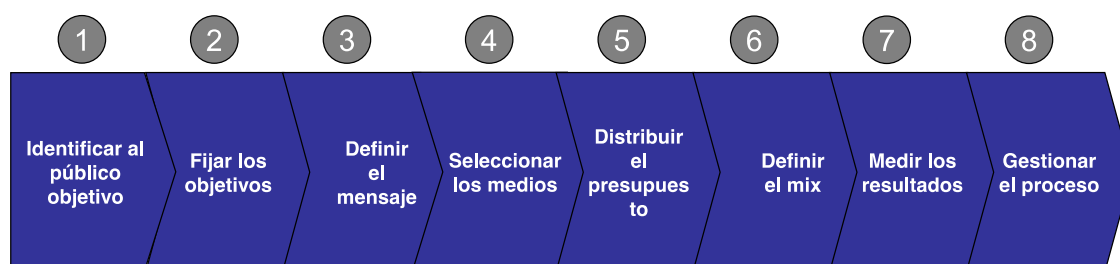 1
2
3
4
5
6
7
8
Identificar al
público
objetivo
Fijar los
objetivos
Definir
el
mensaje
Seleccionar
los medios
Distribuir
el
presupues
to
Definir
el mix
Medir los
resultados
Gestionar
el proceso